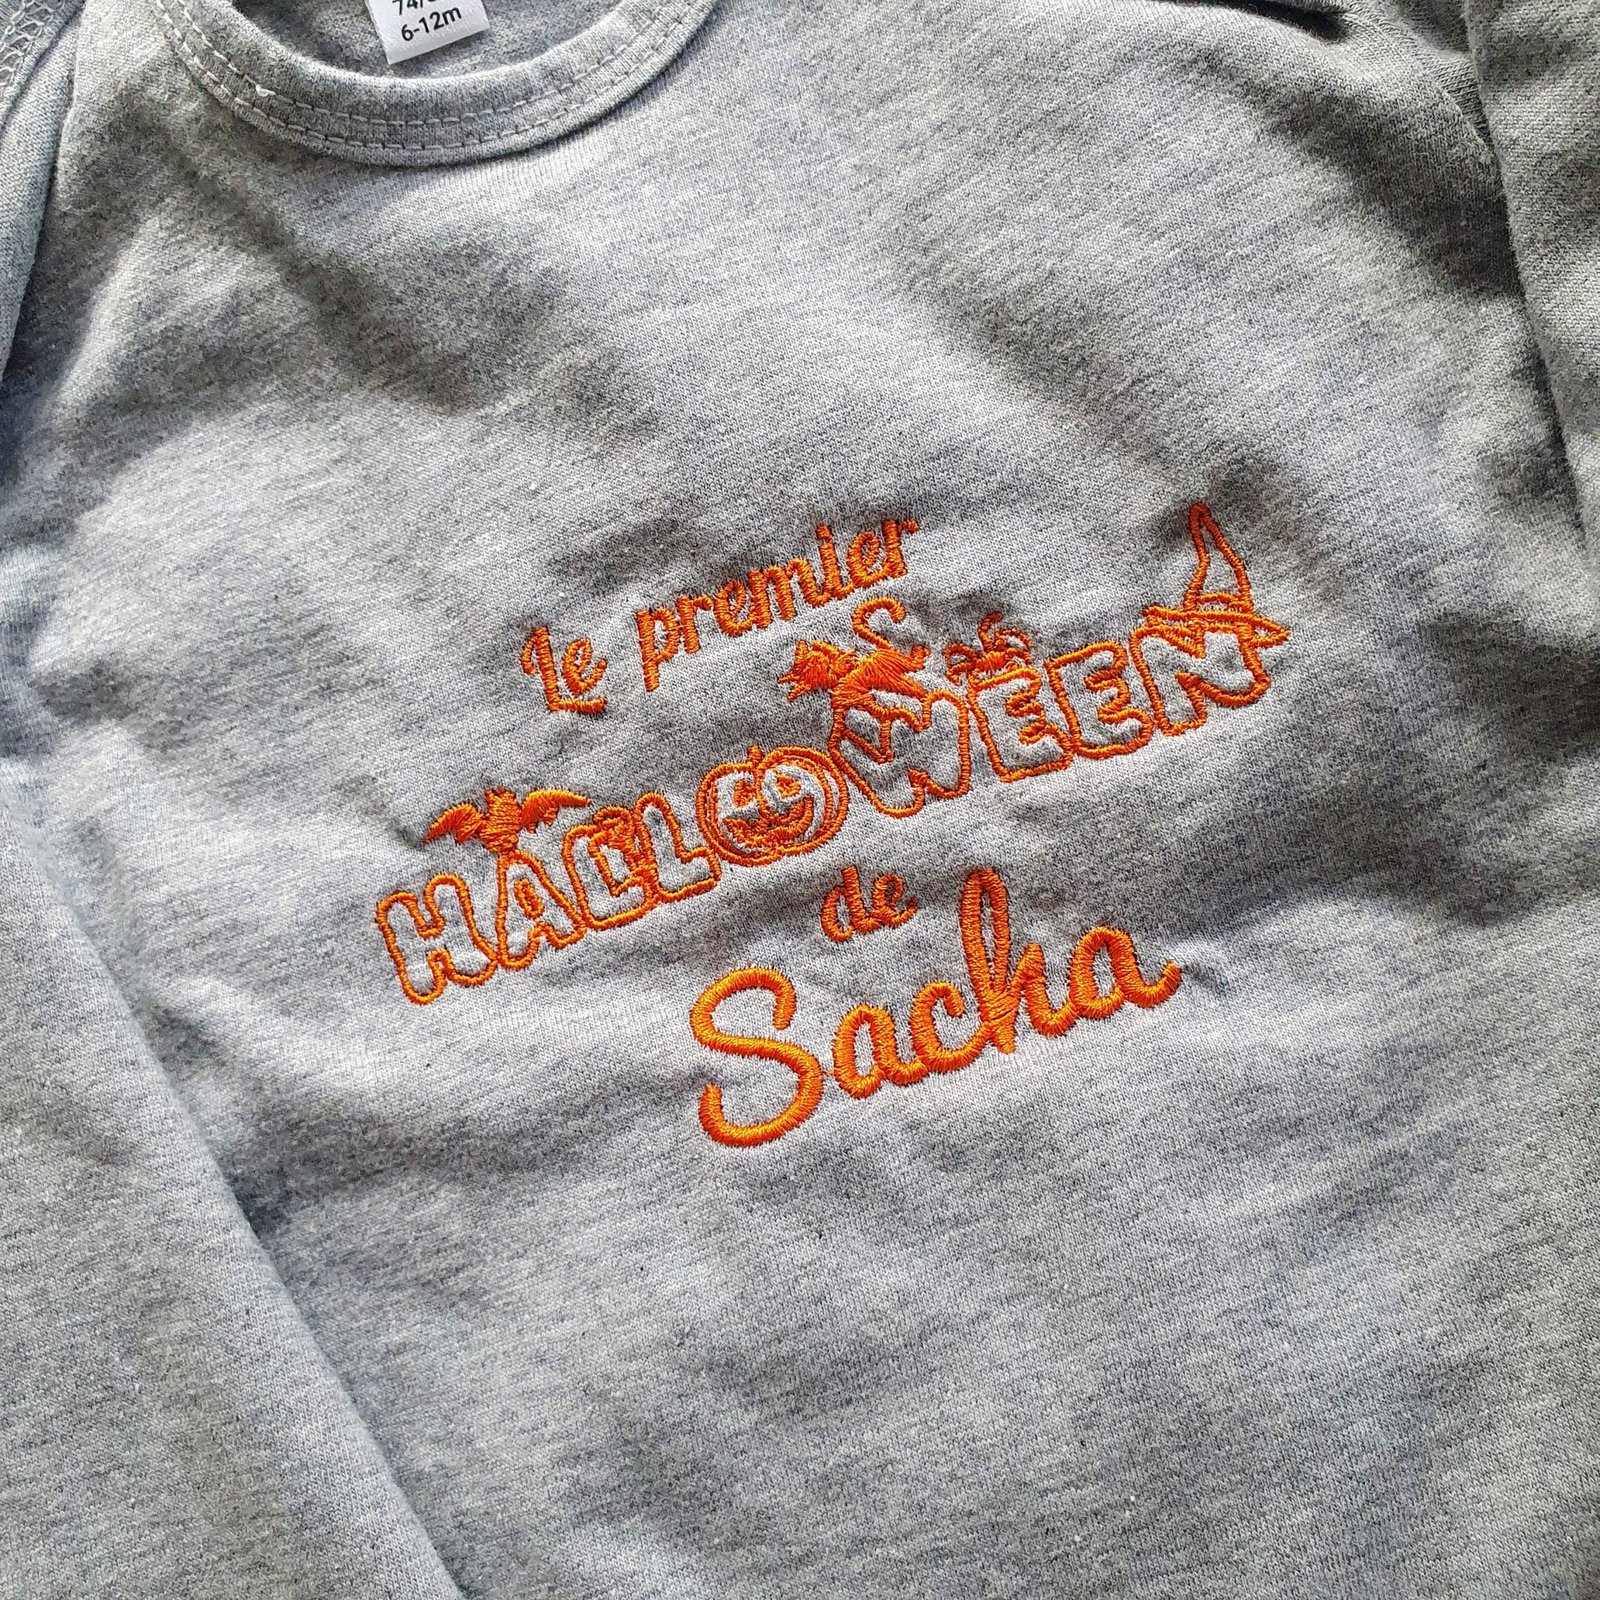 6-12m
Le premier
HALLOWEEN
de
Sacha